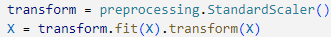 transform = preprocessing.StandardScaler()
X = transform.fit(X).transform(X)